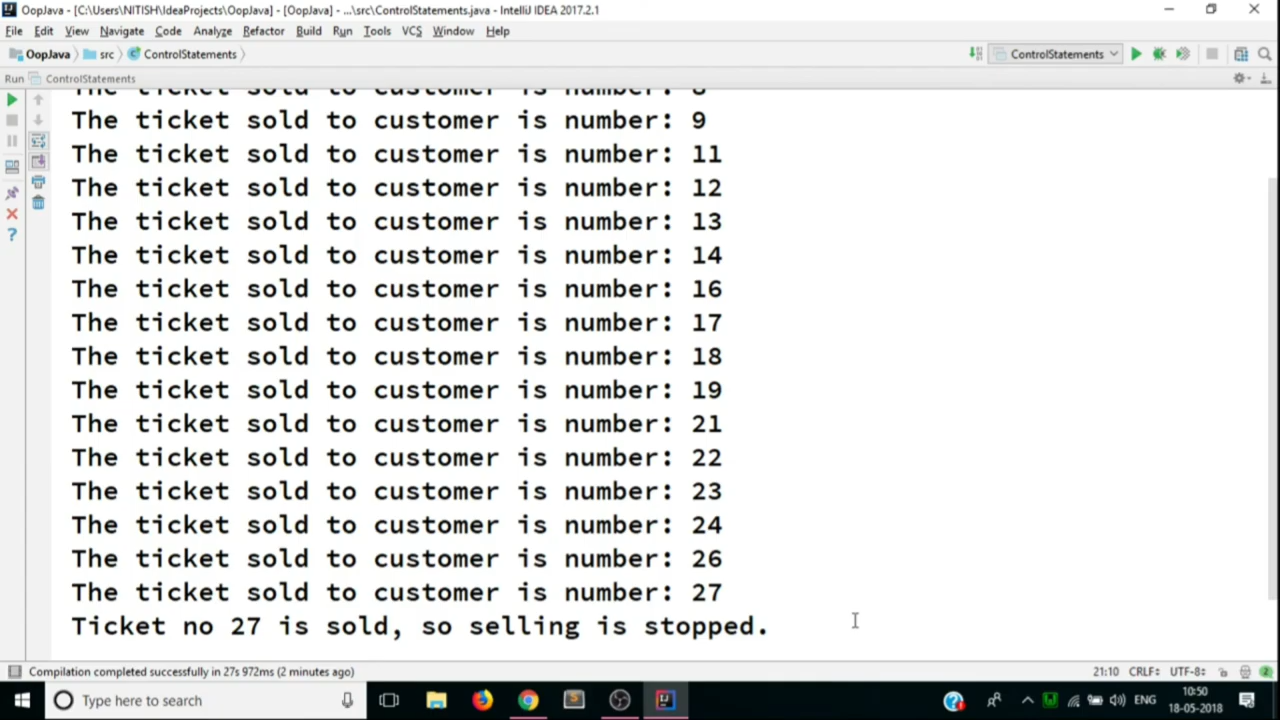 OopJava - [C:\Users\NITISH\IdeaProjects\OopJava] - [OopJava] - ...\src\ControlStatements.java - IntelliJ IDEA 2017.2.1
File Edit View Navigate Code Analyze Refactor Build Run Tools VCS Window Help
OopJava src ControlStatements ControlStatements
Run ControlStatements
The ticket sold to customer is number: 8
The ticket sold to customer is number: 9
The ticket sold to customer is number: 11
The ticket sold to customer is number: 12
The ticket sold to customer is number: 13
The ticket sold to customer is number: 14
The ticket sold to customer is number: 16
The ticket sold to customer is number: 17
The ticket sold to customer is number: 18
The ticket sold to customer is number: 19
The ticket sold to customer is number: 21
The ticket sold to customer is number: 22
The ticket sold to customer is number: 23
The ticket sold to customer is number: 24
The ticket sold to customer is number: 26
The ticket sold to customer is number: 27
Ticket no 27 is sold, so selling is stopped.
Compilation completed successfully in 27s 972ms (2 minutes ago) 21:10 CRLF÷ UTF-8÷ 2
Type here to search ENG 10:50
18-05-2018